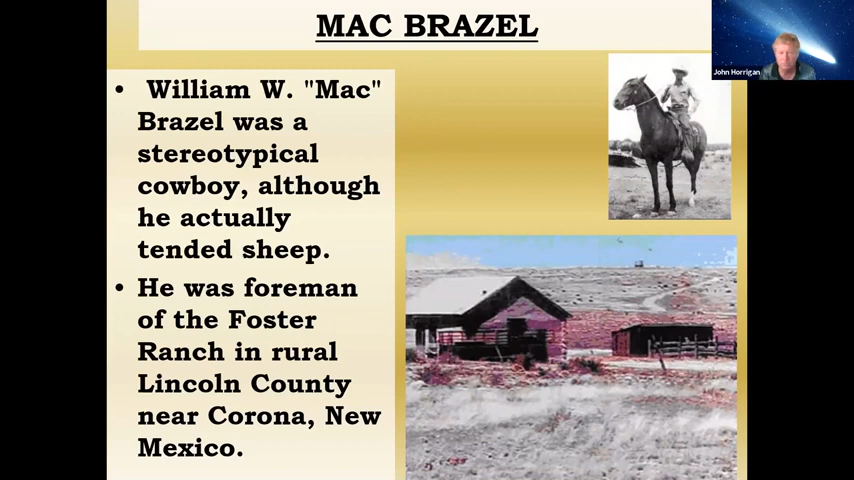 MAC BRAZEL
John Horrigan
• William W. "Mac"
Brazel was a
stereotypical
cowboy, although
he actually
tended sheep.
• He was foreman
of the Foster
Ranch in rural
Lincoln County
near Corona, New
Mexico.